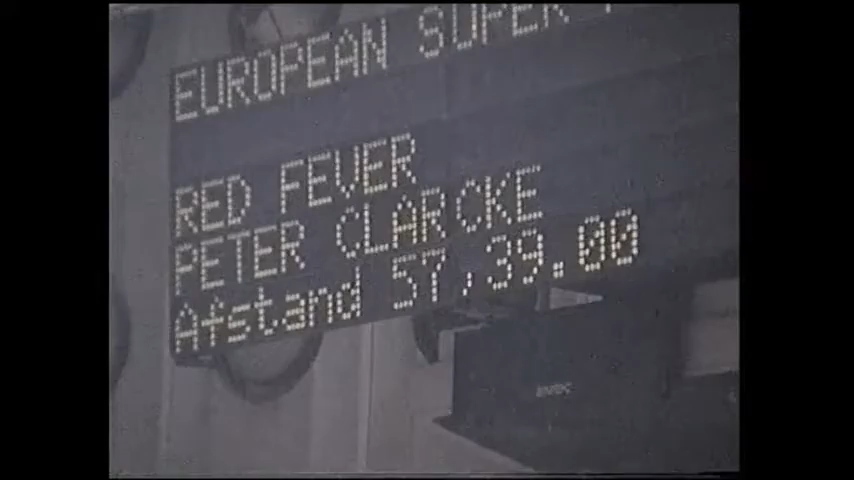 EUROPEAN SUPER
RED FEVER
PETER CLARCKE
Afstand 57,39.00